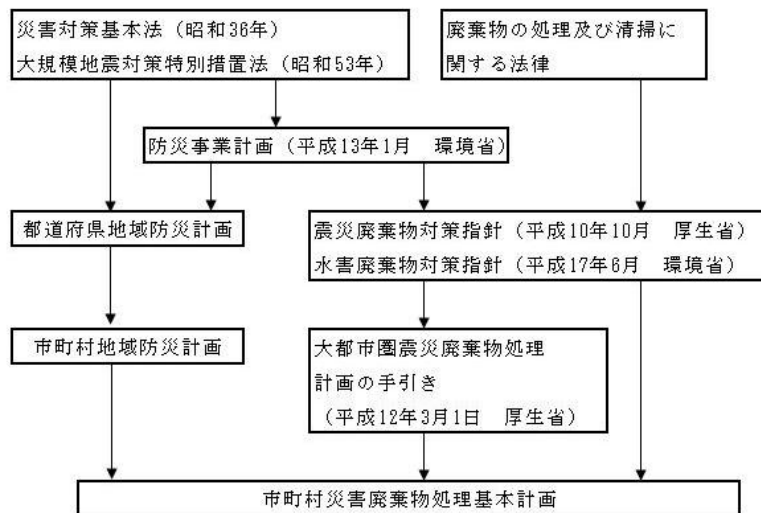 災害対策基本法（昭和36年）
大規模地震対策特別措置法（昭和53年）
廃棄物の処理及び清掃に
関する法律
防災事業計画（平成13年1月　環境省）
都道府県地域防災計画
震災廃棄物対策指針（平成10年10月　厚生省）
水害廃棄物対策指針（平成17年6月　環境省）
市町村地域防災計画
大都市圏震災廃棄物処理
計画の手引き
（平成12年3月1日　厚生省）
市町村災害廃棄物処理基本計画